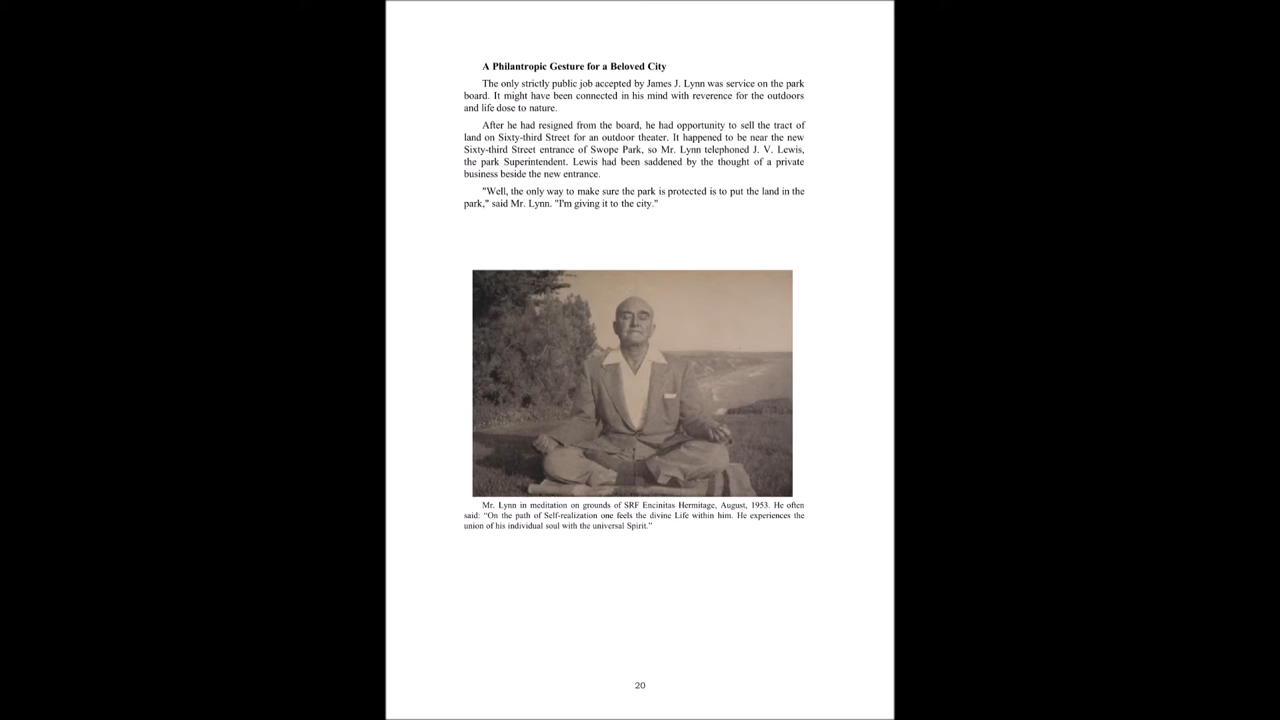 A Philantropic Gesture for a Beloved City
The only strictly public job accepted by James J. Lynn was service on the park
board. It might have been connected in his mind with reverence for the outdoors
and life dose to nature.
After he had resigned from the board, he had opportunity to sell the tract of
land on Sixty-third Street for an outdoor theater. It happened to be near the new
Sixty-third Street entrance of Swope Park, so Mr. Lynn telephoned J. V. Lewis,
the park Superintendent. Lewis had been saddened by the thought of a private
business beside the new entrance.
"Well, the only way to make sure the park is protected is to put the land in the
park," said Mr. Lynn. "I'm giving it to the city."
Mr. Lynn in meditation on grounds of SRF Encinitas Hermitage, August, 1953. He often
said: “On the path of Self-realization one feels the divine Life within him. He experiences the
union of his individual soul with the universal Spirit.”
20